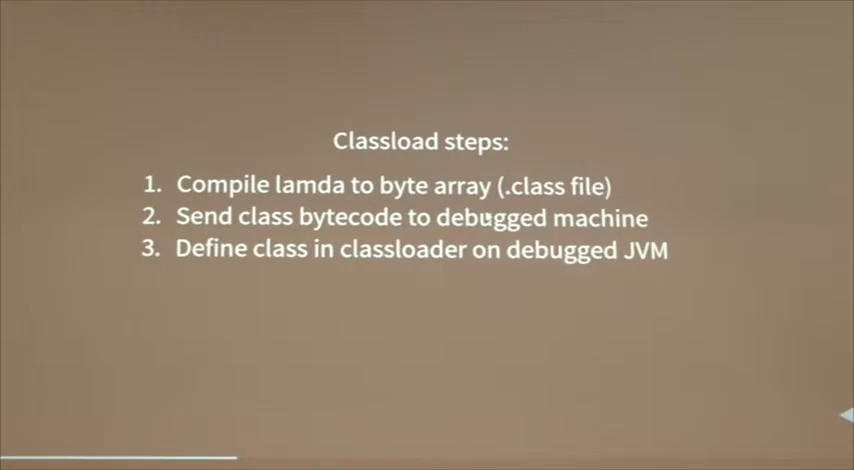 Classload steps:
1. Compile lamda to byte array (.class file)
2. Send class bytecode to debugged machine
3. Define class in classloader on debugged JVM